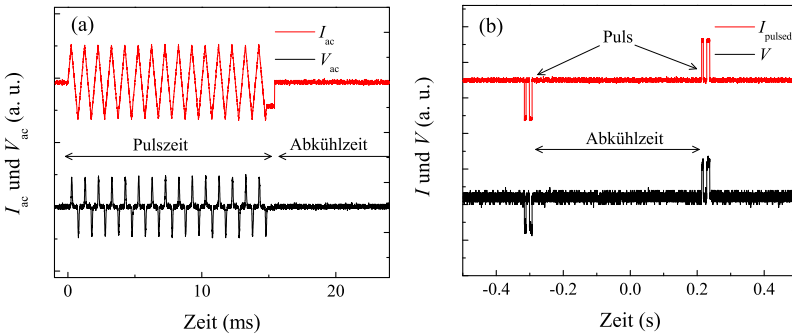 (a)
I_ac
V_ac
I_ac und V_ac (a. u.)
Pulszeit
Abkühlzeit
0
10
20
Zeit (ms)
(b)
I_pulsed
V
Puls
I und V (a. u.)
Abkühlzeit
-0.4
-0.2
0.0
0.2
0.4
Zeit (s)